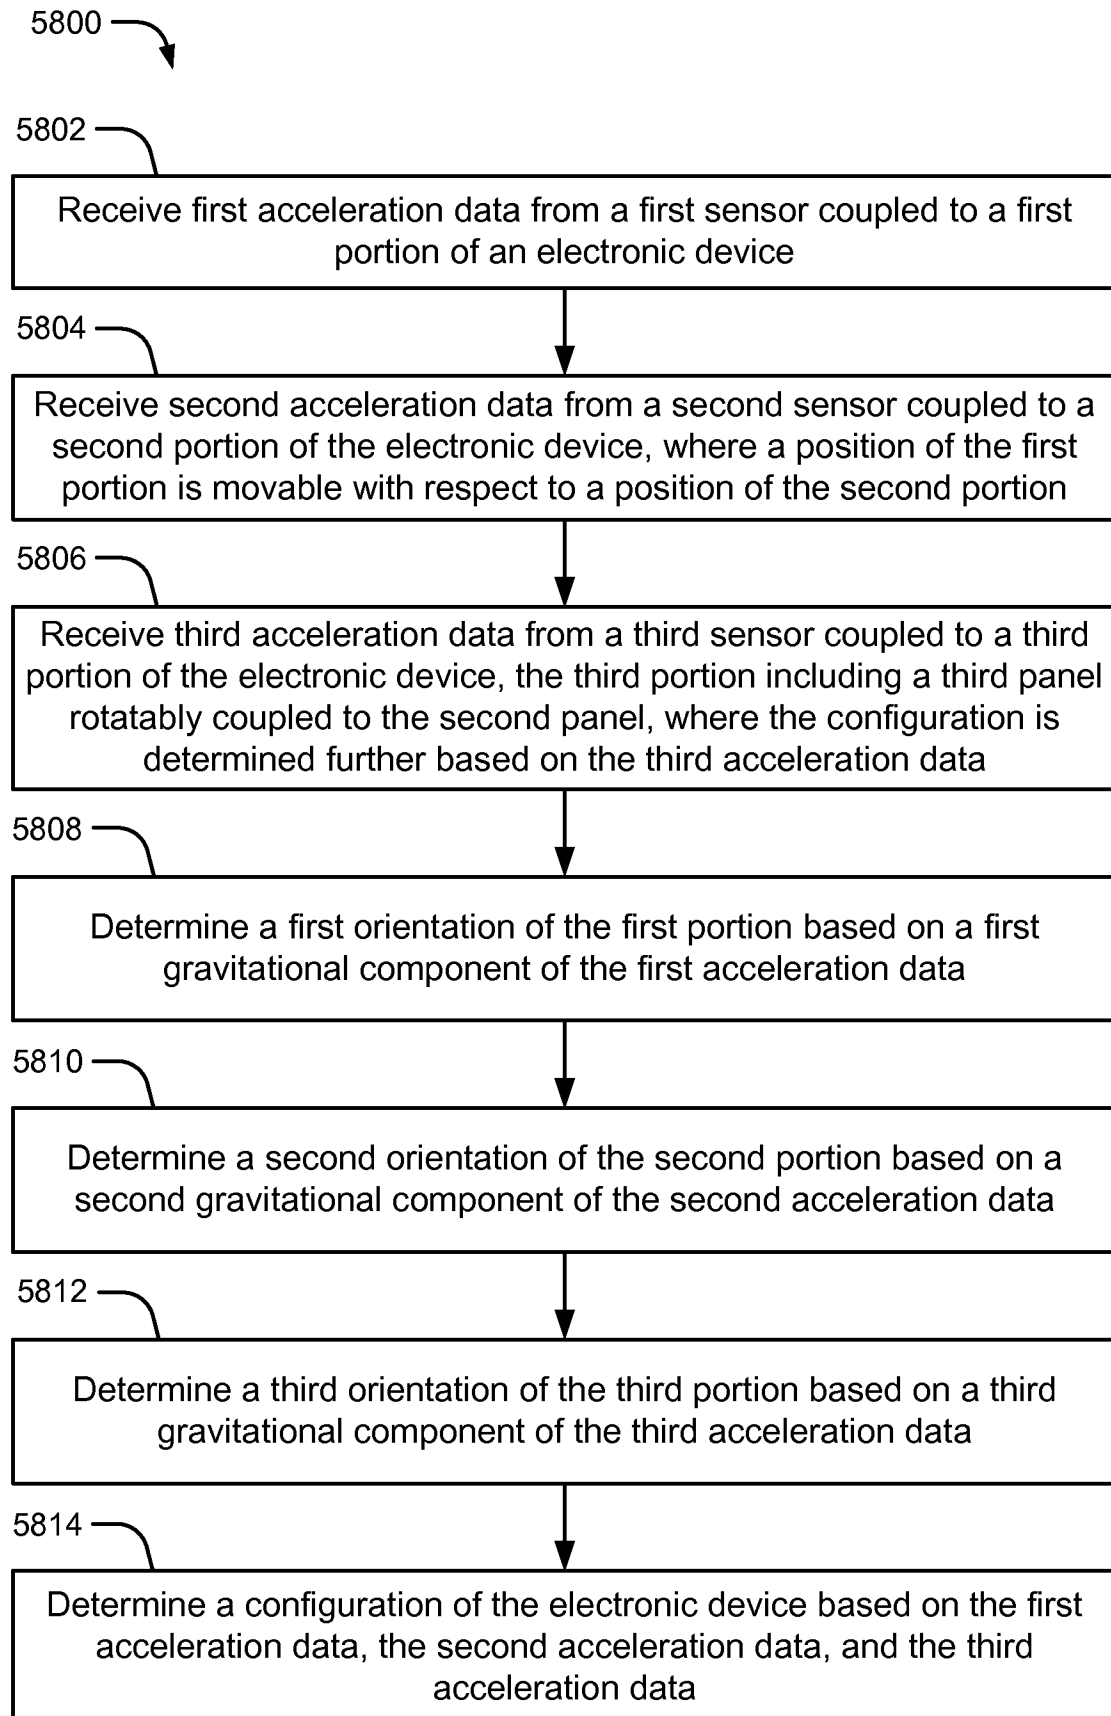 5800
5802
Receive first acceleration data from a first sensor coupled to a first
portion of an electronic device
5804
Receive second acceleration data from a second sensor coupled to a
second portion of the electronic device, where a position of the first
portion is movable with respect to a position of the second portion
5806
Receive third acceleration data from a third sensor coupled to a third
portion of the electronic device, the third portion including a third panel
rotatably coupled to the second panel, where the configuration is
determined further based on the third acceleration data
5808
Determine a first orientation of the first portion based on a first
gravitational component of the first acceleration data
5810
Determine a second orientation of the second portion based on a
second gravitational component of the second acceleration data
5812
Determine a third orientation of the third portion based on a third
gravitational component of the third acceleration data
5814
Determine a configuration of the electronic device based on the first
acceleration data, the second acceleration data, and the third
acceleration data